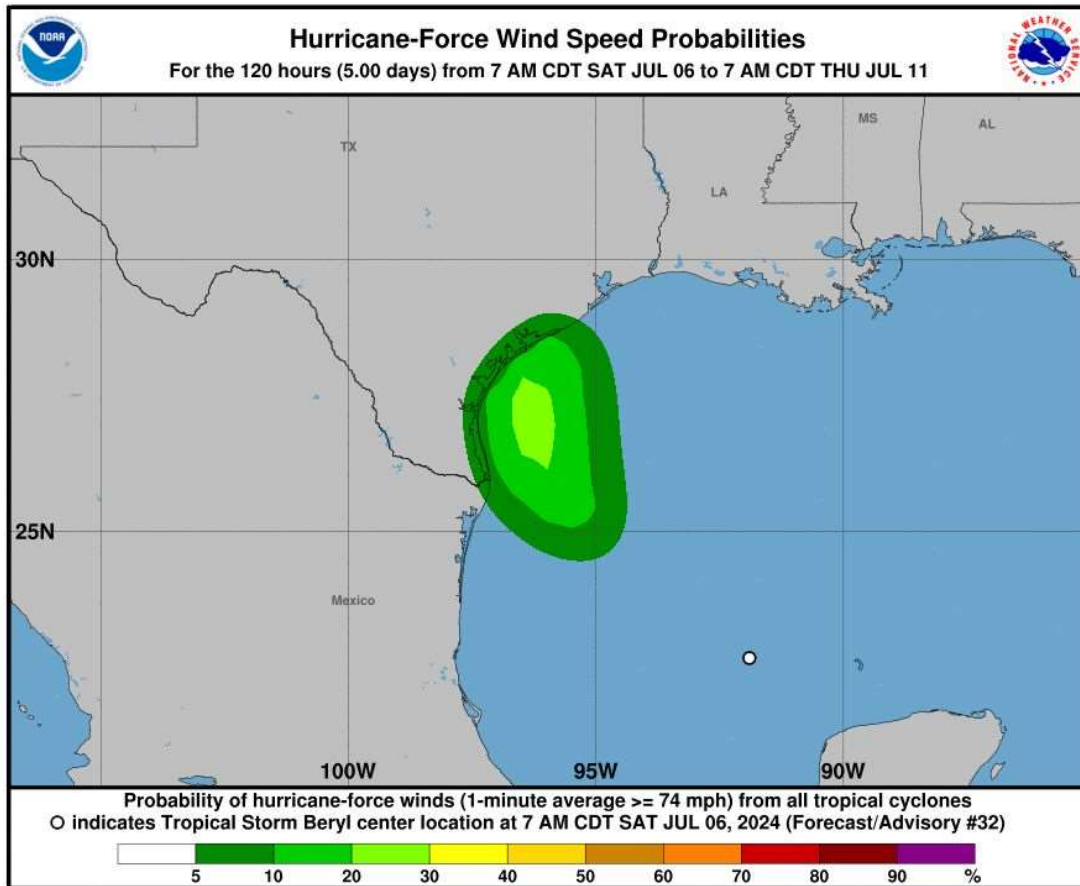 NOAA
Hurricane-Force Wind Speed Probabilities
For the 120 hours (5.00 days) from 7 AM CDT SAT JUL 06 to 7 AM CDT THU JUL 11
NATIONAL WEATHER SERVICE
TX
MS
AL
LA
30N
25N
Mexico
100W
95W
90W
Probability of hurricane-force winds (1-minute average >= 74 mph) from all tropical cyclones
O indicates Tropical Storm Beryl center location at 7 AM CDT SAT JUL 06, 2024 (Forecast/Advisory #32)
5 10 20 30 40 50 60 70 80 90 %